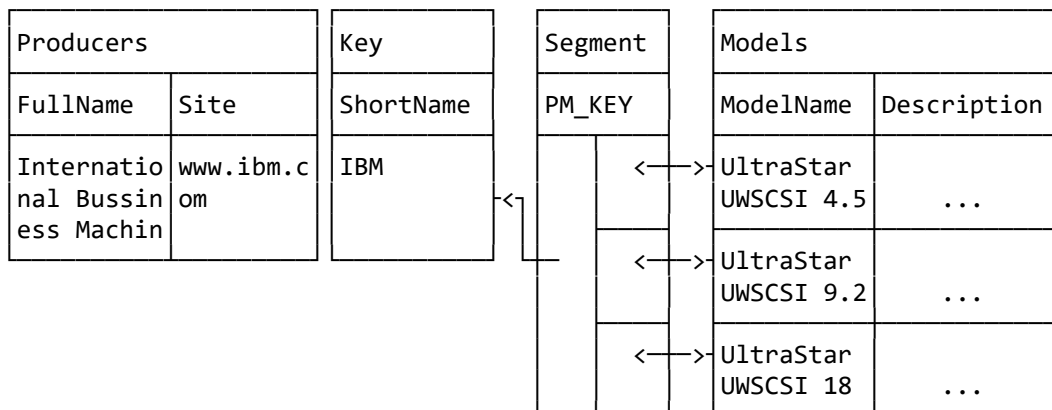 Producers
Key
Segment
Models
FullName
Site
ShortName
PM_KEY
ModelName
Description
Internatio
nal Bussin
ess Machin
www.ibm.c
om
IBM
UltraStar
UWSCSI 4.5
...
UltraStar
UWSCSI 9.2
...
UltraStar
UWSCSI 18
...